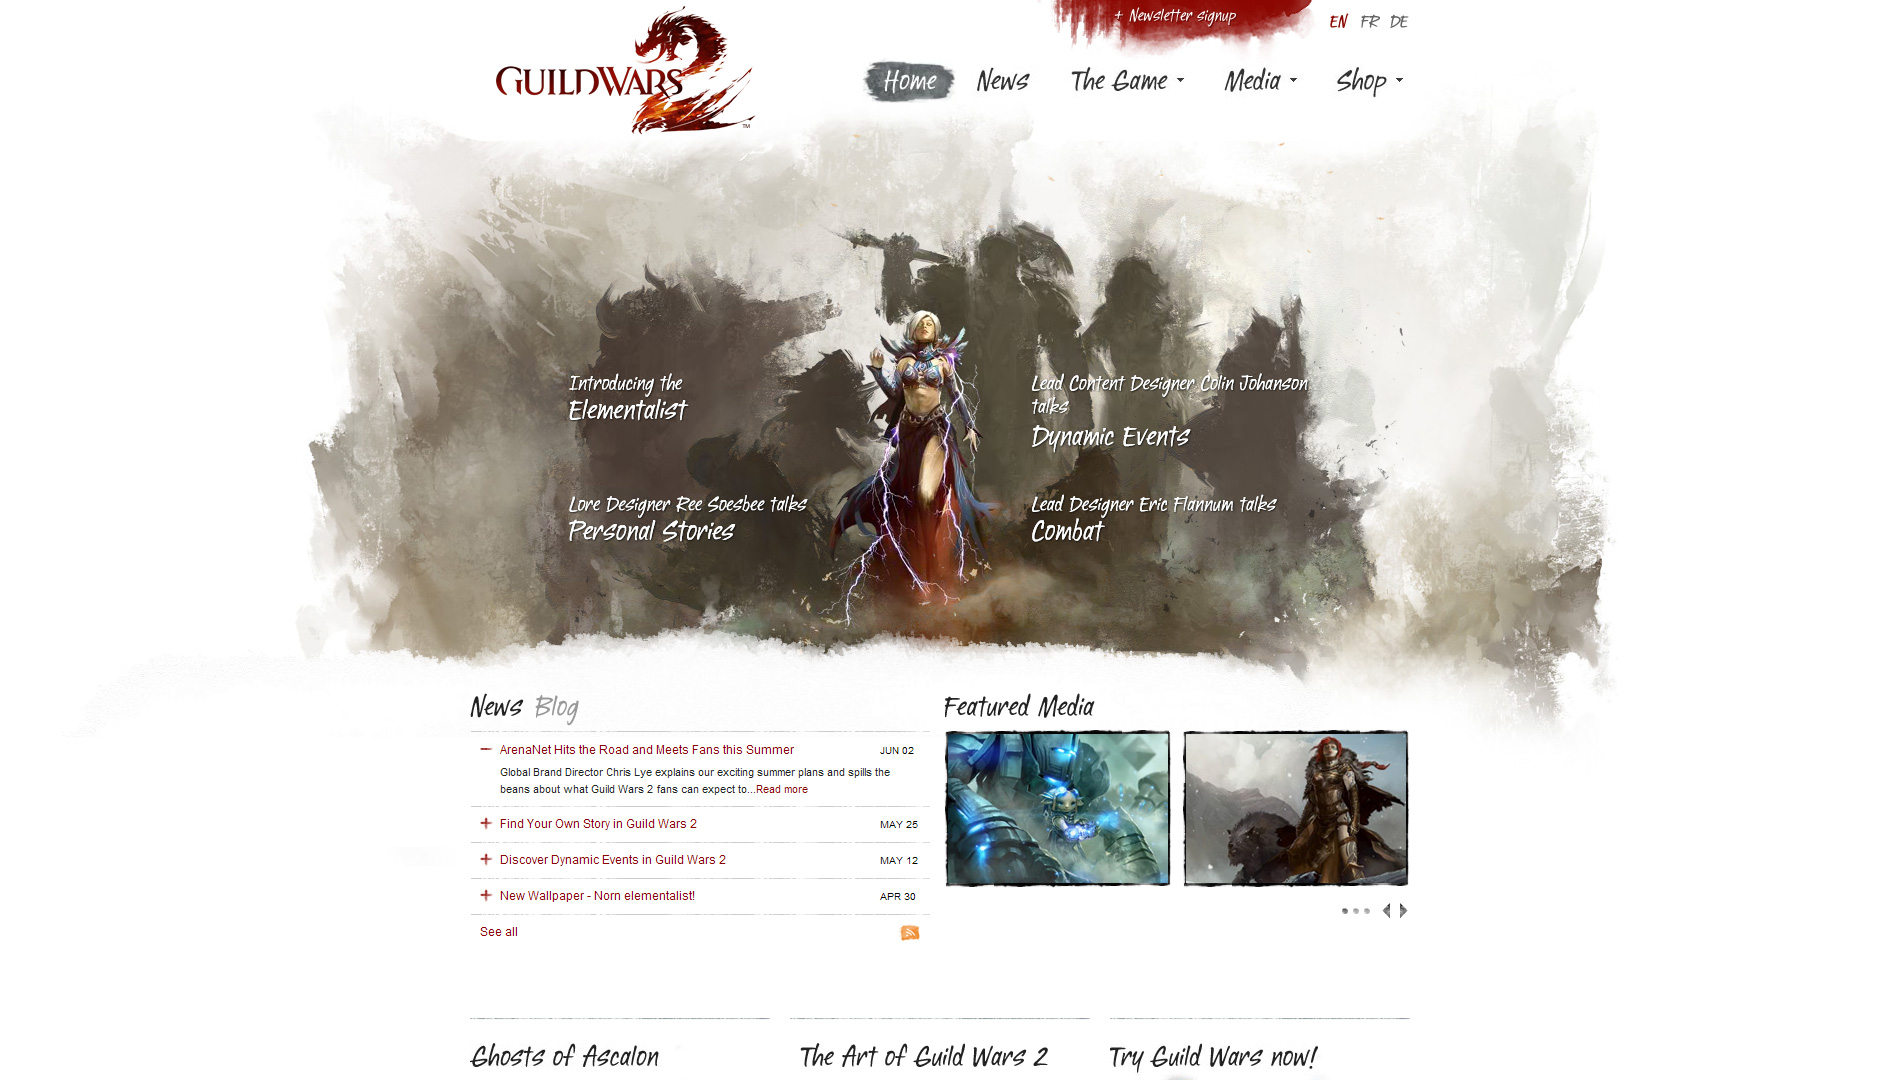 + Newsletter signup
EN FR DE
GUILDWARS 2 ™
Home News The Game Media Shop
Introducing the
Elementalist
Lead Content Designer Colin Johanson
talks
Dynamic Events
Lore Designer Ree Soesbee talks
Personal Stories
Lead Designer Eric Flannum talks
Combat
News Blog
ArenaNet Hits the Road and Meets Fans this Summer JUN 02
Global Brand Director Chris Lye explains our exciting summer plans and spills the
beans about what Guild Wars 2 fans can expect to...Read more
Find Your Own Story in Guild Wars 2 MAY 25
Discover Dynamic Events in Guild Wars 2 MAY 12
New Wallpaper - Norn elementalist! APR 30
See all
Featured Media
Ghosts of Ascalon
The Art of Guild Wars 2
Try Guild Wars now!